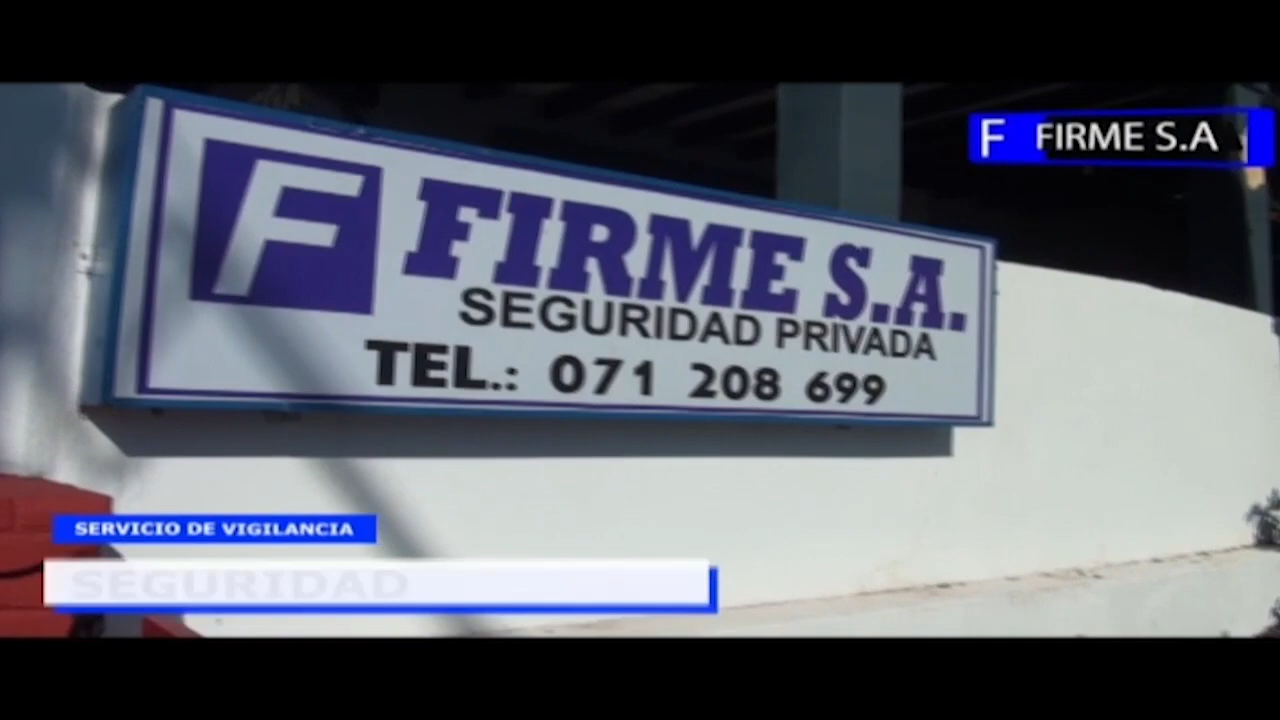 F FIRME S.A
F FIRME S.A.
SEGURIDAD PRIVADA
TEL.: 071 208 699
SERVICIO DE VIGILANCIA
SEGURIDAD